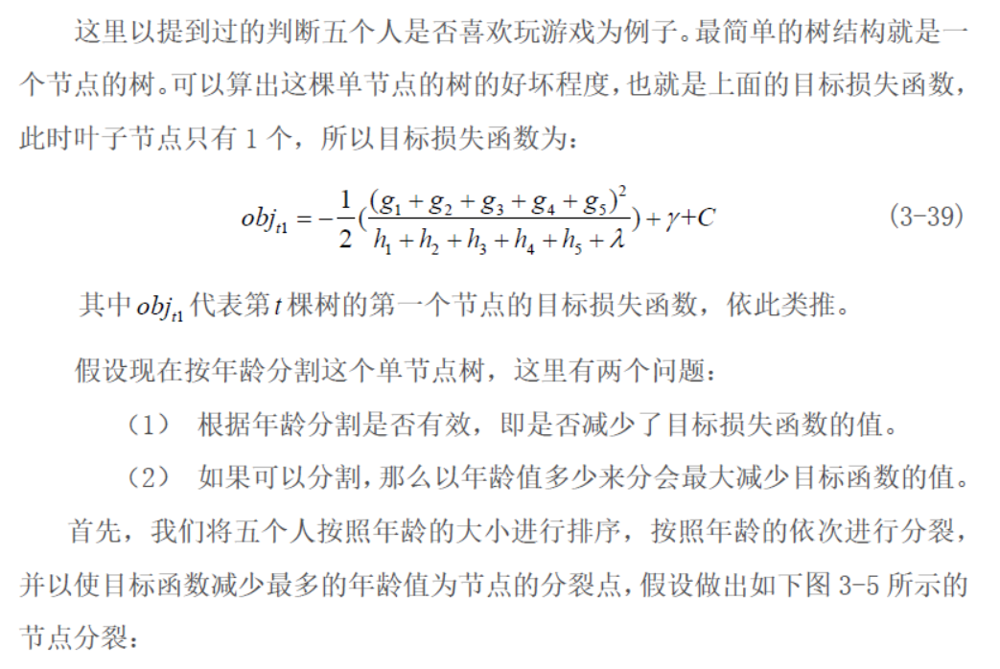 这里以提到过的判断五个人是否喜欢玩游戏为例子。最简单的树结构就是一
个节点的树。可以算出这棵单节点的树的好坏程度,也就是上面的目标损失函数,
此时叶子节点只有 1 个，所以目标损失函数为：
obj_{t1} = -\frac{1}{2}(\frac{(g_1+g_2+g_3+g_4+g_5)^2}{h_1+h_2+h_3+h_4+h_5+\lambda})+\gamma+C (3-39)
其中 obj_{t1} 代表第 t 棵树的第一个节点的目标损失函数，依此类推。
假设现在按年龄分割这个单节点树，这里有两个问题：
（1） 根据年龄分割是否有效，即是否减少了目标损失函数的值。
（2） 如果可以分割,那么以年龄值多少来分会最大减少目标函数的值。
首先，我们将五个人按照年龄的大小进行排序，按照年龄的依次进行分裂，
并以使目标函数减少最多的年龄值为节点的分裂点,假设做出如下图 3-5 所示的
节点分裂：